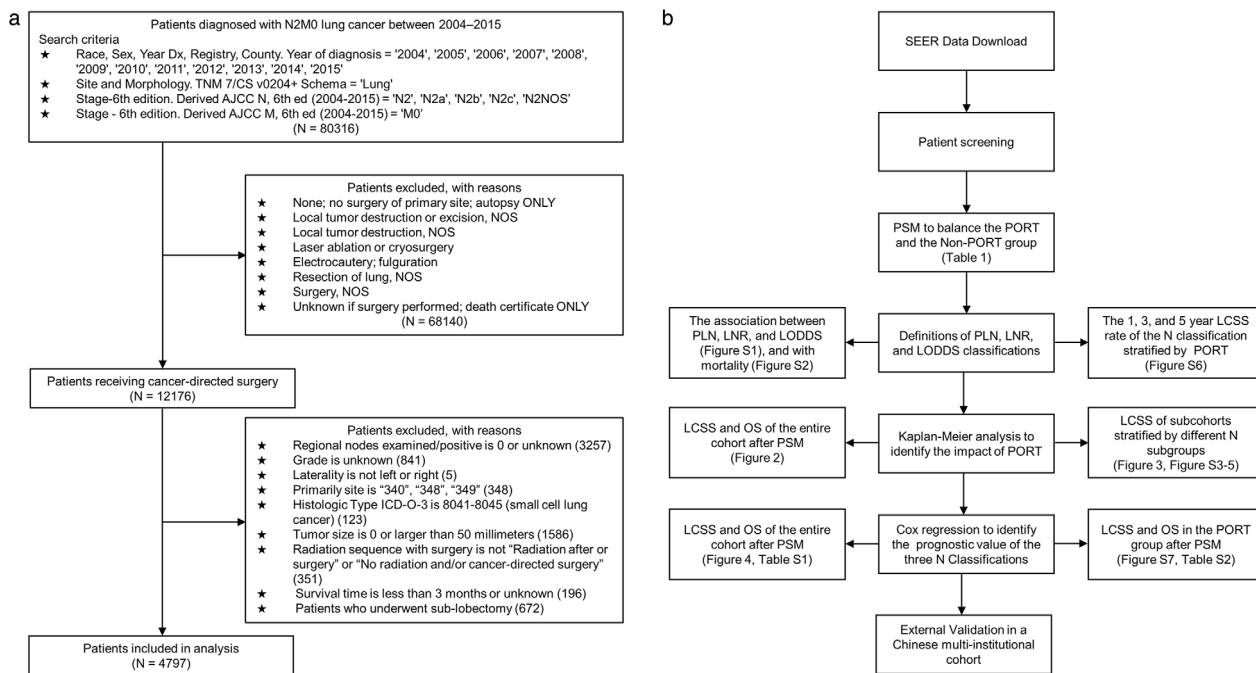 a
Patients diagnosed with N2M0 lung cancer between 2004–2015
Search criteria
★ Race, Sex, Year Dx, Registry, County. Year of diagnosis = '2004', '2005', '2006', '2007', '2008',
'2009', '2010', '2011', '2012', '2013', '2014', '2015'
★ Site and Morphology. TNM 7/CS v0204+ Schema = 'Lung'
★ Stage-6th edition. Derived AJCC N, 6th ed (2004-2015) = 'N2', 'N2a', 'N2b', 'N2c', 'N2NOS'
★ Stage - 6th edition. Derived AJCC M, 6th ed (2004-2015) = 'M0'
(N = 80316)
Patients excluded, with reasons
★ None; no surgery of primary site; autopsy ONLY
★ Local tumor destruction or excision, NOS
★ Local tumor destruction, NOS
★ Laser ablation or cryosurgery
★ Electrocautery; fulguration
★ Resection of lung, NOS
★ Surgery, NOS
★ Unknown if surgery performed; death certificate ONLY
(N = 68140)
Patients receiving cancer-directed surgery
(N = 12176)
Patients excluded, with reasons
★ Regional nodes examined/positive is 0 or unknown (3257)
★ Grade is unknown (841)
★ Laterality is not left or right (5)
★ Primarily site is “340”, “348”, “349” (348)
★ Histologic Type ICD-O-3 is 8041-8045 (small cell lung
cancer) (123)
★ Tumor size is 0 or larger than 50 millimeters (1586)
★ Radiation sequence with surgery is not “Radiation after or
surgery” or “No radiation and/or cancer-directed surgery”
(351)
★ Survival time is less than 3 months or unknown (196)
★ Patients who underwent sub-lobectomy (672)
Patients included in analysis
(N = 4797)
b
SEER Data Download
Patient screening
PSM to balance the PORT
and the Non-PORT group
(Table 1)
The association between
PLN, LNR, and LODDS
(Figure S1), and with
mortality (Figure S2)
Definitions of PLN, LNR,
and LODDS classifications
The 1, 3, and 5 year LCSS
rate of the N classification
stratified by PORT
(Figure S6)
LCSS and OS of the entire
cohort after PSM
(Figure 2)
Kaplan-Meier analysis to
identify the impact of PORT
LCSS of subcohorts
stratified by different N
subgroups
(Figure 3, Figure S3-5)
LCSS and OS of the entire
cohort after PSM
(Figure 4, Table S1)
Cox regression to identify
the prognostic value of the
three N Classifications
LCSS and OS in the PORT
group after PSM
(Figure S7, Table S2)
External Validation in a
Chinese multi-institutional
cohort